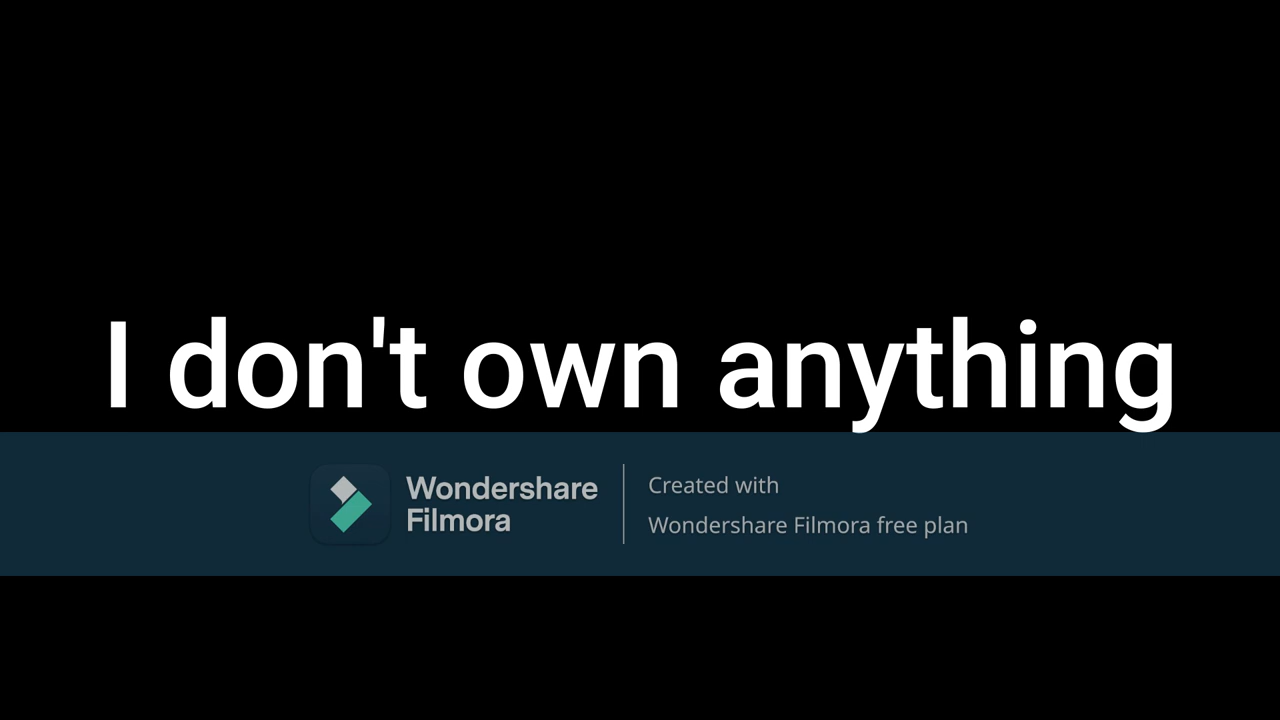 I don't own anything
Wondershare
Filmora
Created with
Wondershare Filmora free plan